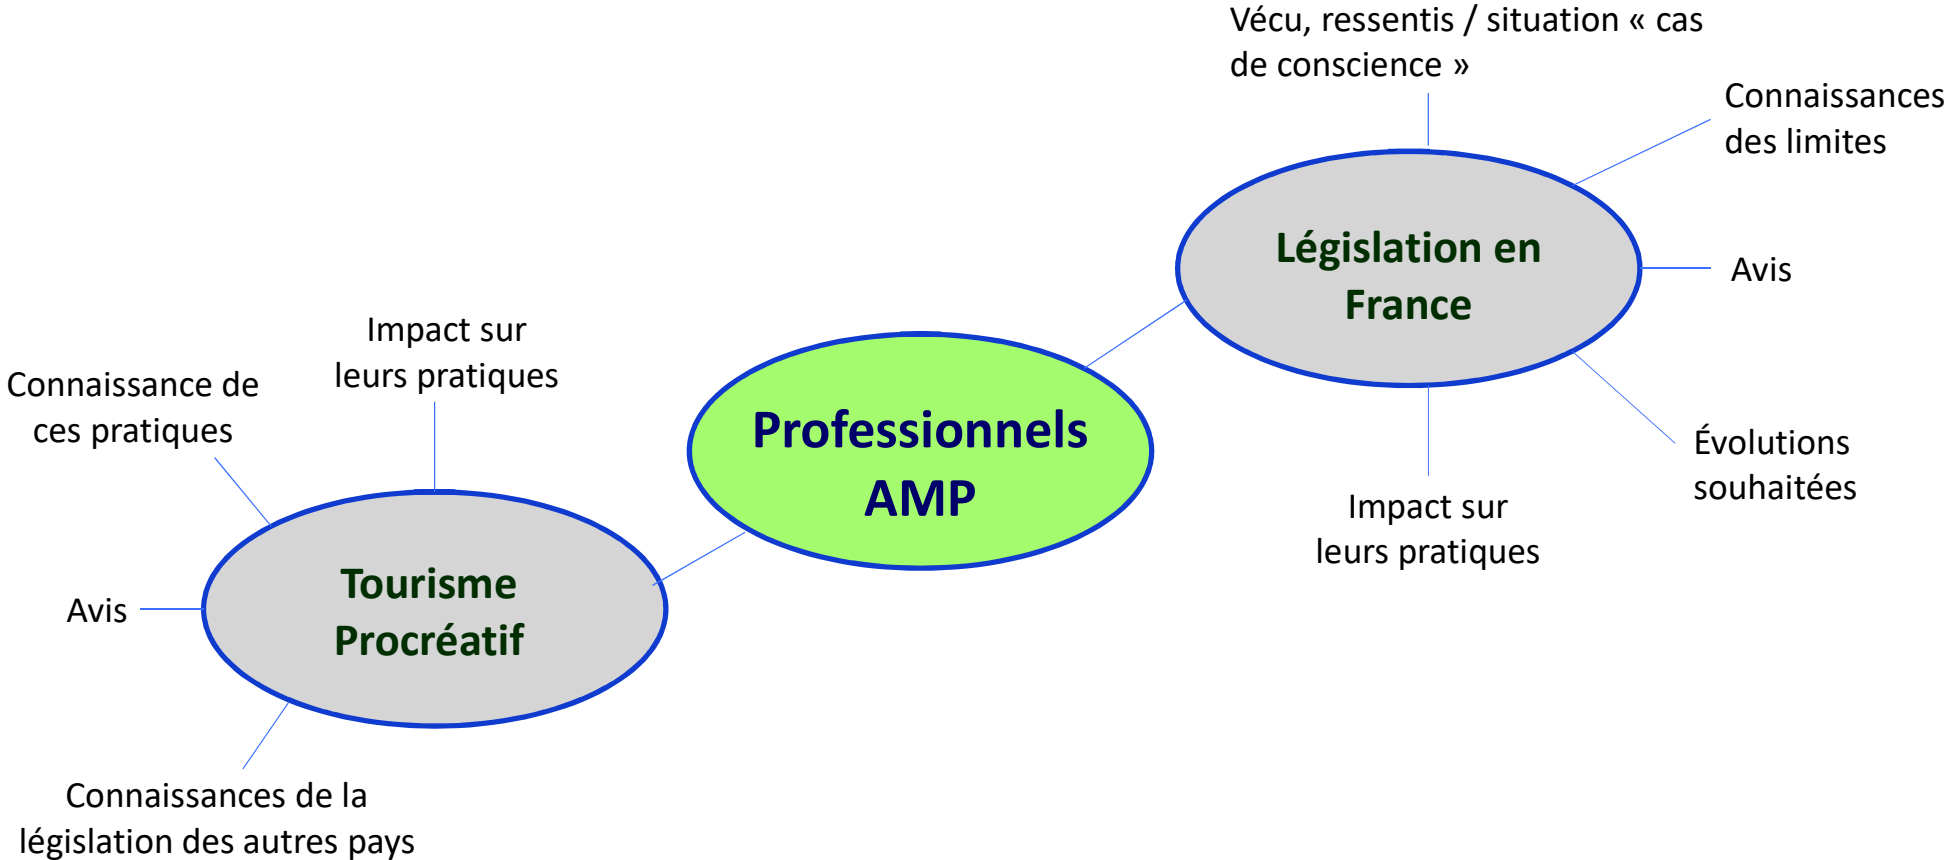 Vécu, ressentis / situation « cas
de conscience »
Connaissances
des limites
Législation en
France
Avis
Évolutions
souhaitées
Impact sur
leurs pratiques
Professionnels
AMP
Impact sur
leurs pratiques
Connaissance de
ces pratiques
Tourisme
Procréatif
Avis
Connaissances de la
législation des autres pays